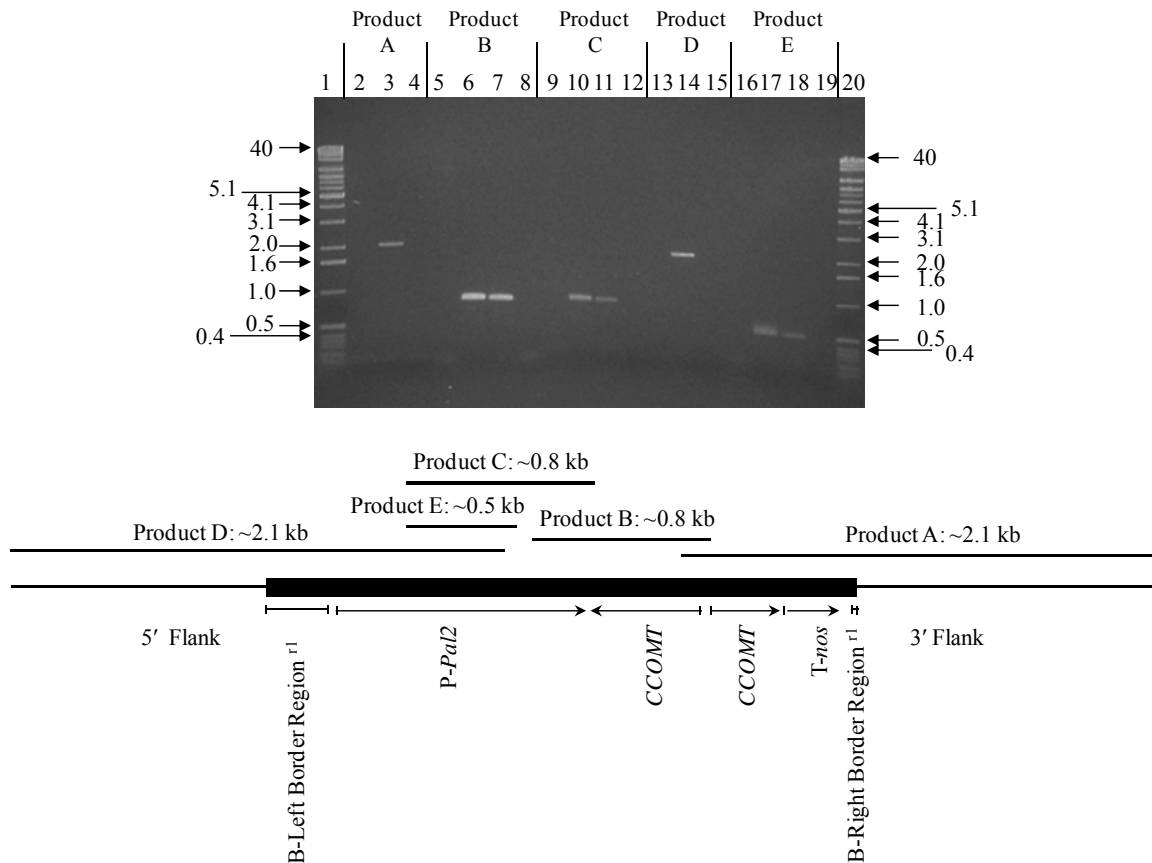 Product A
Product B
Product C
Product D
Product E
1 2 3 4 5 6 7 8 9 10 11 12 13 14 15 16 17 18 19 20
40
5.1
4.1
3.1
2.0
1.6
1.0
0.5
0.4
40
5.1
4.1
3.1
2.0
1.6
1.0
0.5
0.4
Product C: ~0.8 kb
Product E: ~0.5 kb
Product B: ~0.8 kb
Product D: ~2.1 kb
Product A: ~2.1 kb
5′ Flank
3′ Flank
B-Left Border Region r1
P-Pal2
CCOMT
CCOMT
T-nos
B-Right Border Region r1